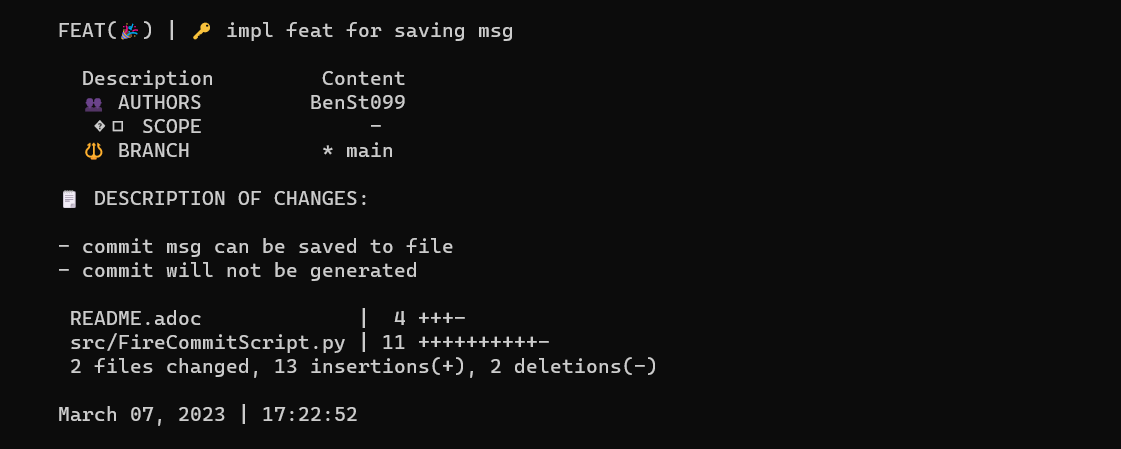 FEAT(🎉) | 🔑 impl feat for saving msg
Description Content
👥 AUTHORS BenSt099
�□ SCOPE -
🔱 BRANCH * main
🗒 DESCRIPTION OF CHANGES:
- commit msg can be saved to file
- commit will not be generated
README.adoc | 4 +++-
src/FireCommitScript.py | 11 ++++++++++-
2 files changed, 13 insertions(+), 2 deletions(-)
March 07, 2023 | 17:22:52